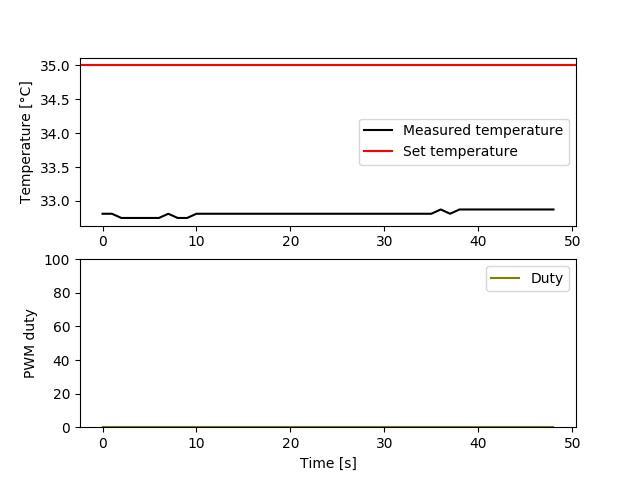 35.0
34.5
34.0
33.5
33.0
Temperature [°C]
Measured temperature
Set temperature
0 10 20 30 40 50
100
80
60
40
20
0
PWM duty
Duty
0 10 20 30 40 50
Time [s]